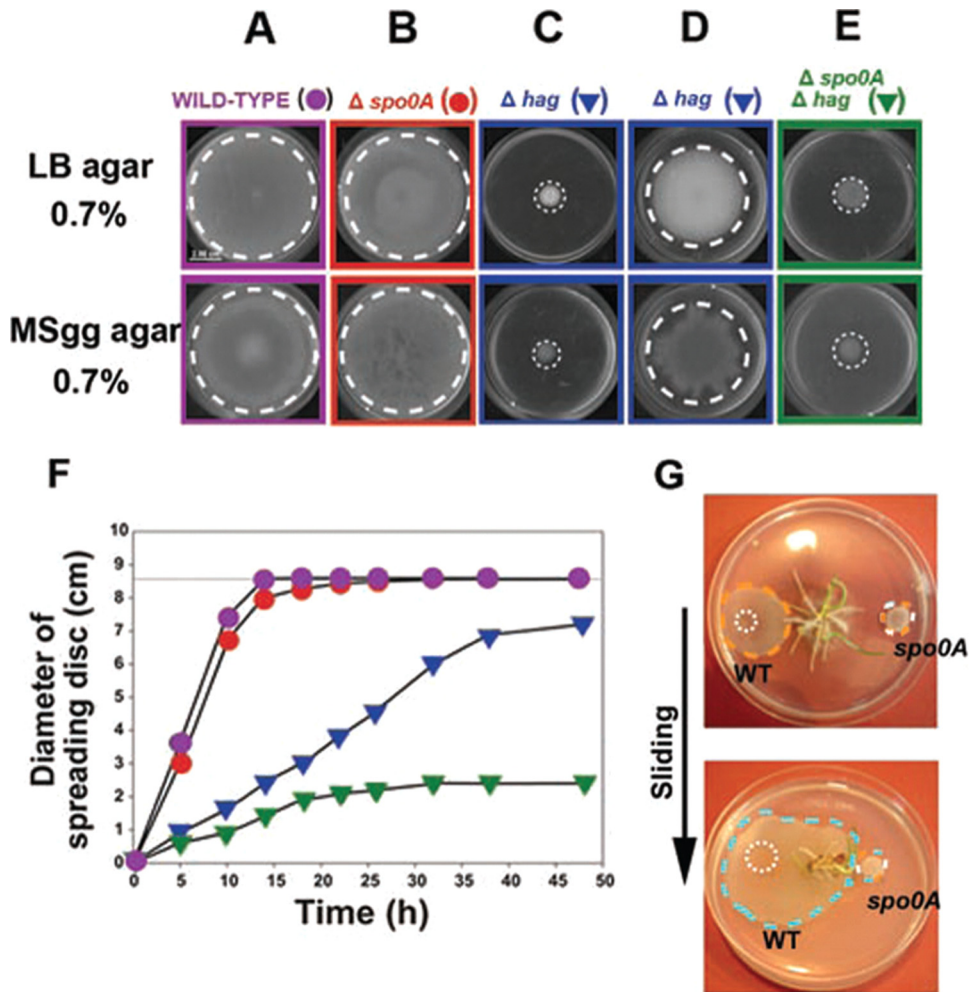 A B C D E
WILD-TYPE (●) Δ spo0A (●) Δ hag (▼) Δ hag (▼) Δ spo0A
Δ hag (▼)
LB agar
0.7%
MSgg agar
0.7%
F
Diameter of
spreading disc (cm)
10
9
8
7
6
5
4
3
2
1
0
0 5 10 15 20 25 30 35 40 45 50
Time (h)
G
Sliding
WT
spo0A
WT
spo0A